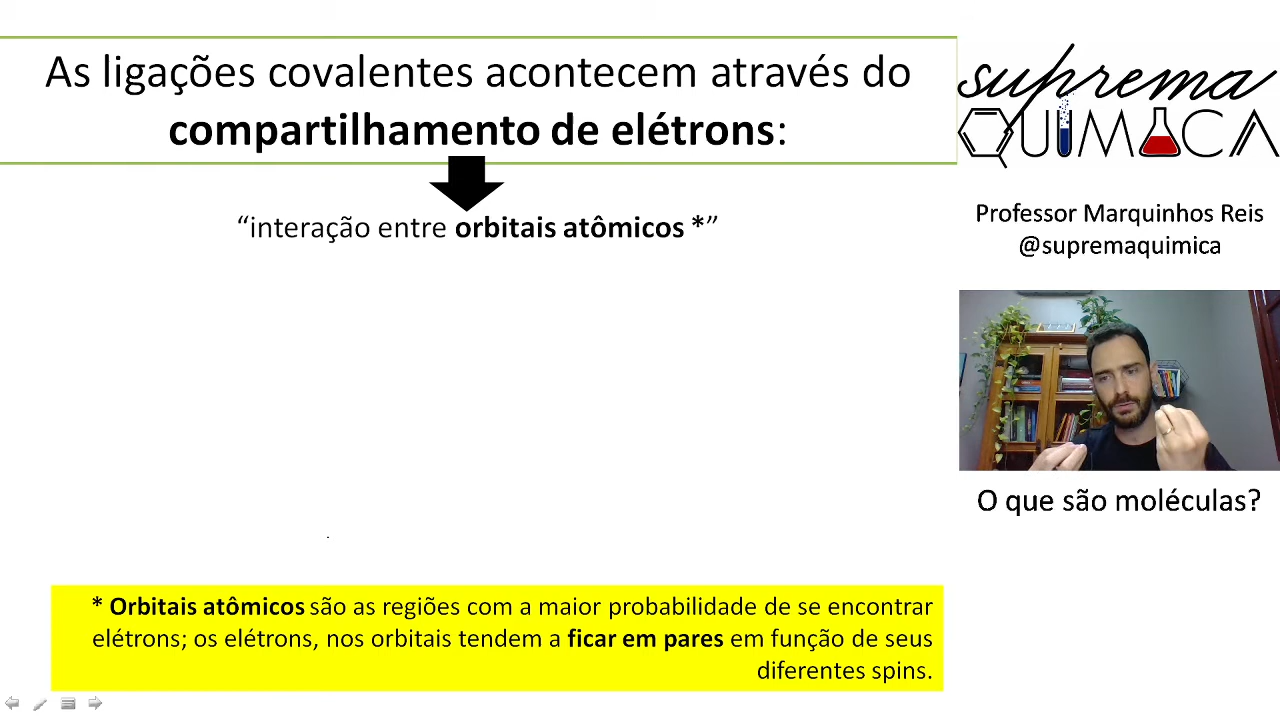 As ligações covalentes acontecem através do
compartilhamento de elétrons:
“interação entre orbitais atômicos *”
* Orbitais atômicos são as regiões com a maior probabilidade de se encontrar
elétrons; os elétrons, nos orbitais tendem a ficar em pares em função de seus
diferentes spins.
suprema
QUIMICA
Professor Marquinhos Reis
@supremaquimica
O que são moléculas?